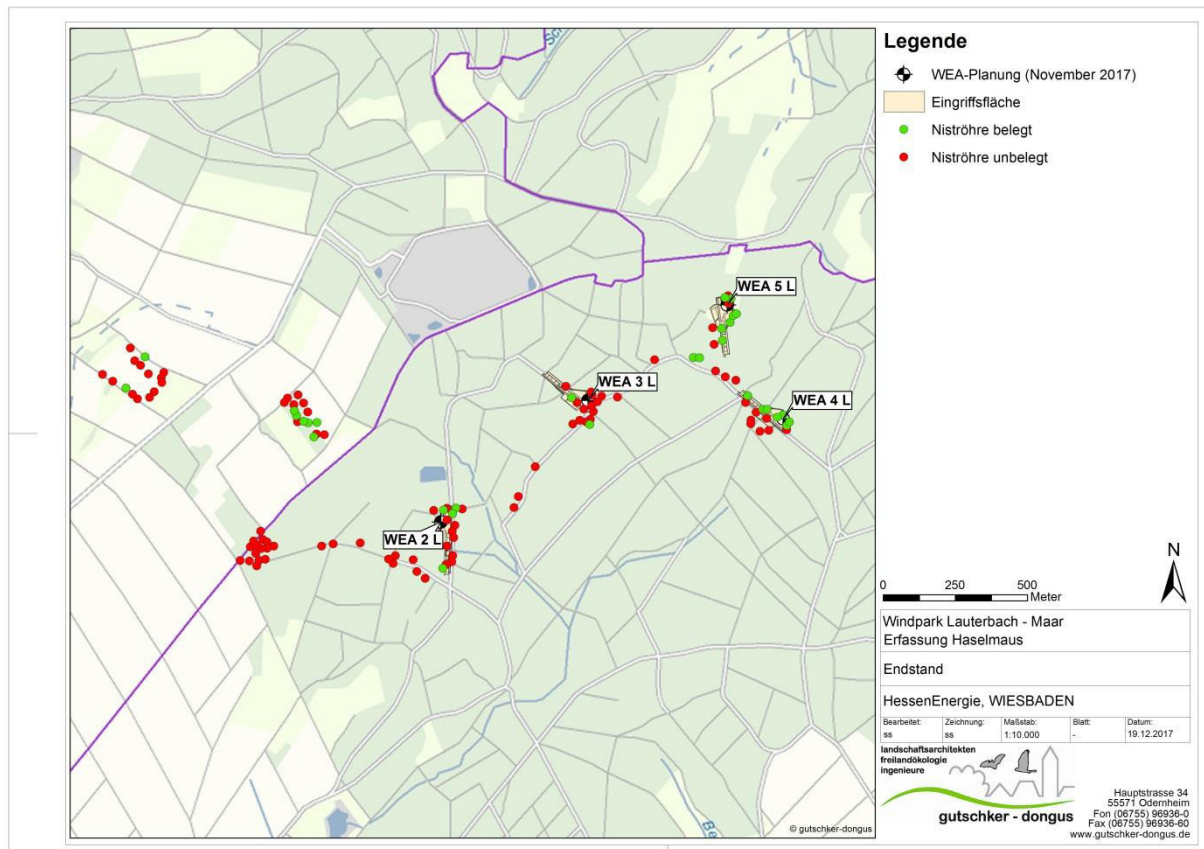 Sc
WEA 5 L
WEA 3 L
WEA 4 L
WEA 2 L
Be
© gutschker-dongus
Legende
WEA-Planung (November 2017)
Eingriffsfläche
Niströhre belegt
Niströhre unbelegt
N
0 250 500
Meter
Windpark Lauterbach - Maar
Erfassung Haselmaus
Endstand
HessenEnergie, WIESBADEN
Bearbeitet: Zeichnung: Maßstab: Blatt: Datum:
ss ss 1:10.000 - 19.12.2017
landschaftsarchitekten
freilandökologie
ingenieure
gutschker - dongus
Hauptstrasse 34
55571 Odernheim
Fon (06755) 96936-0
Fax (06755) 96936-60
www.gutschker-dongus.de